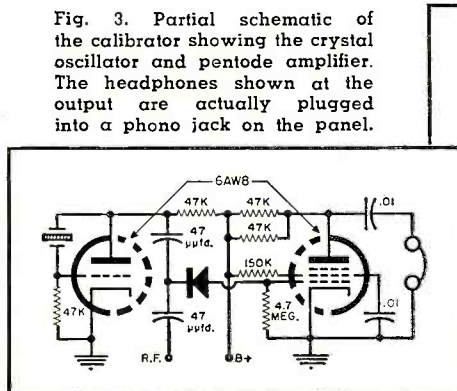 Fig. 3. Partial schematic of
the calibrator showing the crystal
oscillator and pentode amplifier.
The headphones shown at the
output are actually plugged
into a phono jack on the panel.
6AW8
47K
47K
.01
47
μμfd.
47K
150K
47K
47
μμfd.
4.7
MEG.
.01
R.F.
B+